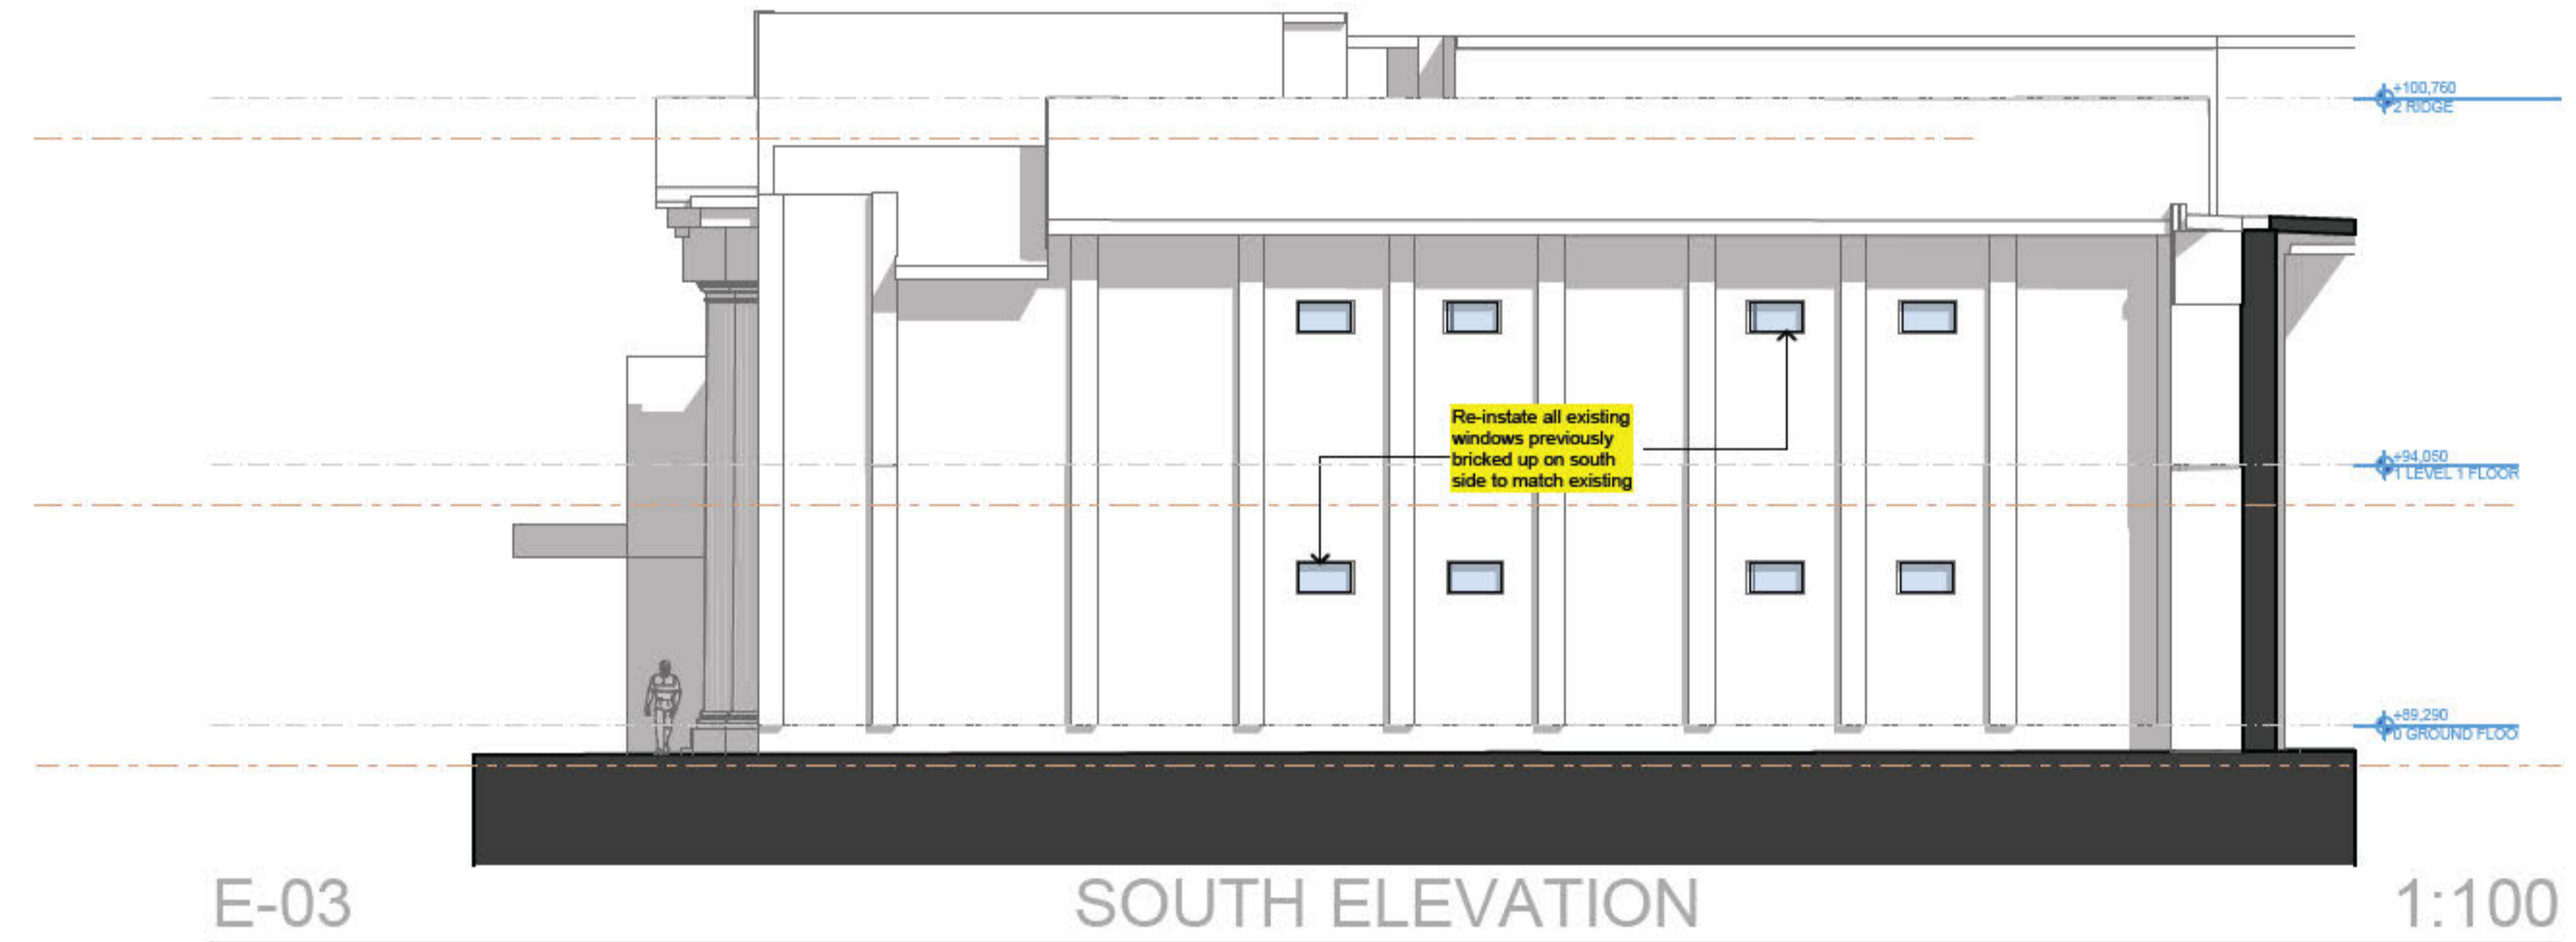 +100,760
2 RIDGE
Re-instate all existing
windows previously
bricked up on south
side to match existing
+94,050
1 LEVEL 1 FLOOR
+89,290
0 GROUND FLOO
E-03
SOUTH ELEVATION
1:100